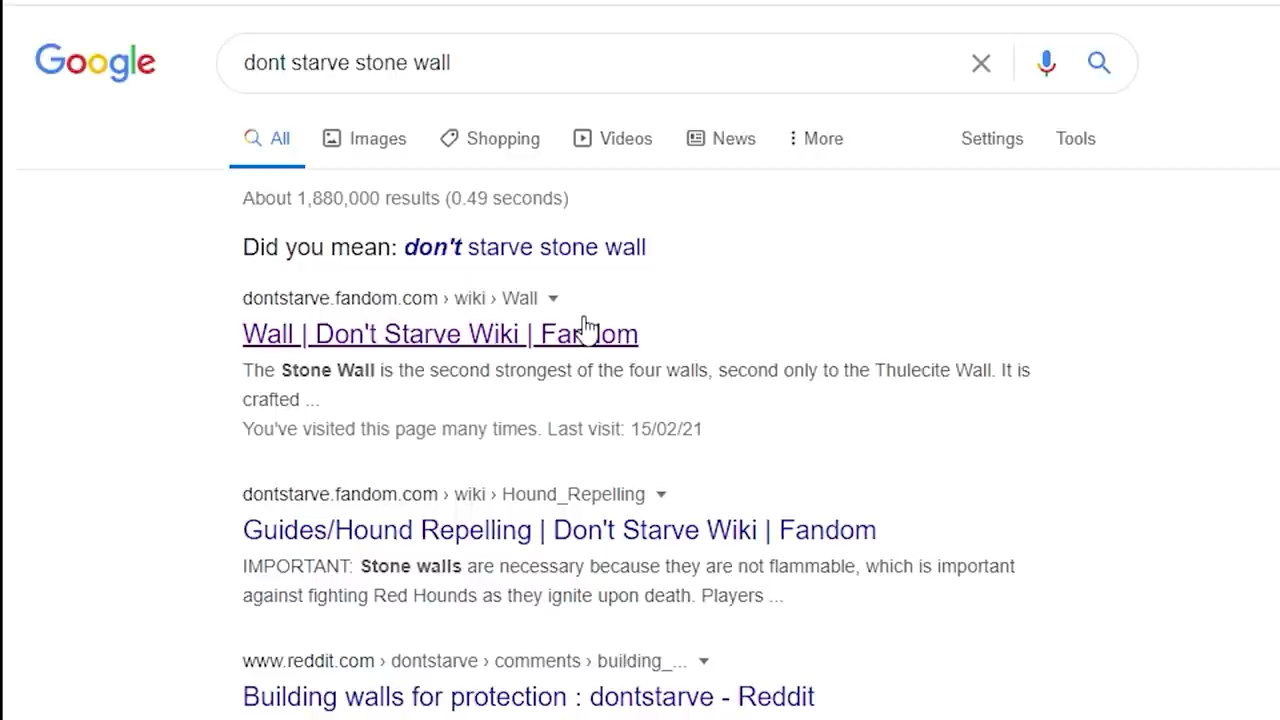 Google
dont starve stone wall
All Images Shopping Videos News More Settings Tools
About 1,880,000 results (0.49 seconds)
Did you mean: don't starve stone wall
dontstarve.fandom.com › wiki › Wall
Wall | Don't Starve Wiki | Fandom
The Stone Wall is the second strongest of the four walls, second only to the Thulecite Wall. It is
crafted ...
You've visited this page many times. Last visit: 15/02/21
dontstarve.fandom.com › wiki › Hound_Repelling
Guides/Hound Repelling | Don't Starve Wiki | Fandom
IMPORTANT: Stone walls are necessary because they are not flammable, which is important
against fighting Red Hounds as they ignite upon death. Players ...
www.reddit.com › dontstarve › comments › building_...
Building walls for protection : dontstarve - Reddit